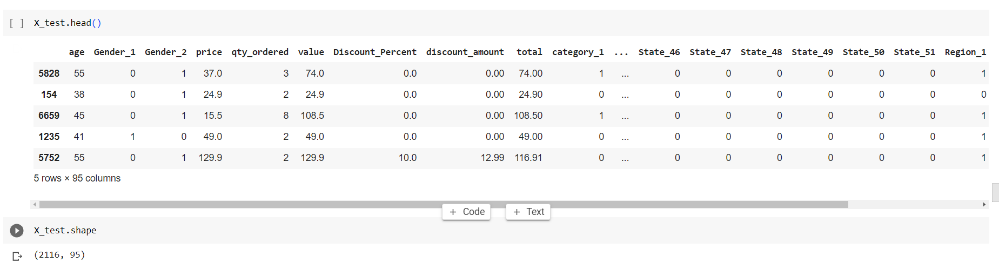 [ ] X_test.head()
age Gender_1 Gender_2 price qty_ordered value Discount_Percent discount_amount total category_1 ... State_46 State_47 State_48 State_49 State_50 State_51 Region_1
5828 55 0 1 37.0 3 74.0 0.0 0.00 74.00 1 ... 0 0 0 0 0 0 1
154 38 0 1 24.9 2 24.9 0.0 0.00 24.90 0 ... 0 0 0 0 0 0 0
6659 45 0 1 15.5 8 108.5 0.0 0.00 108.50 1 ... 0 0 0 0 0 0 1
1235 41 1 0 49.0 2 49.0 0.0 0.00 49.00 0 ... 0 0 0 0 0 0 1
5752 55 0 1 129.9 2 129.9 10.0 12.99 116.91 0 ... 0 0 0 0 0 0 1
5 rows × 95 columns
+ Code + Text
X_test.shape
(2116, 95)